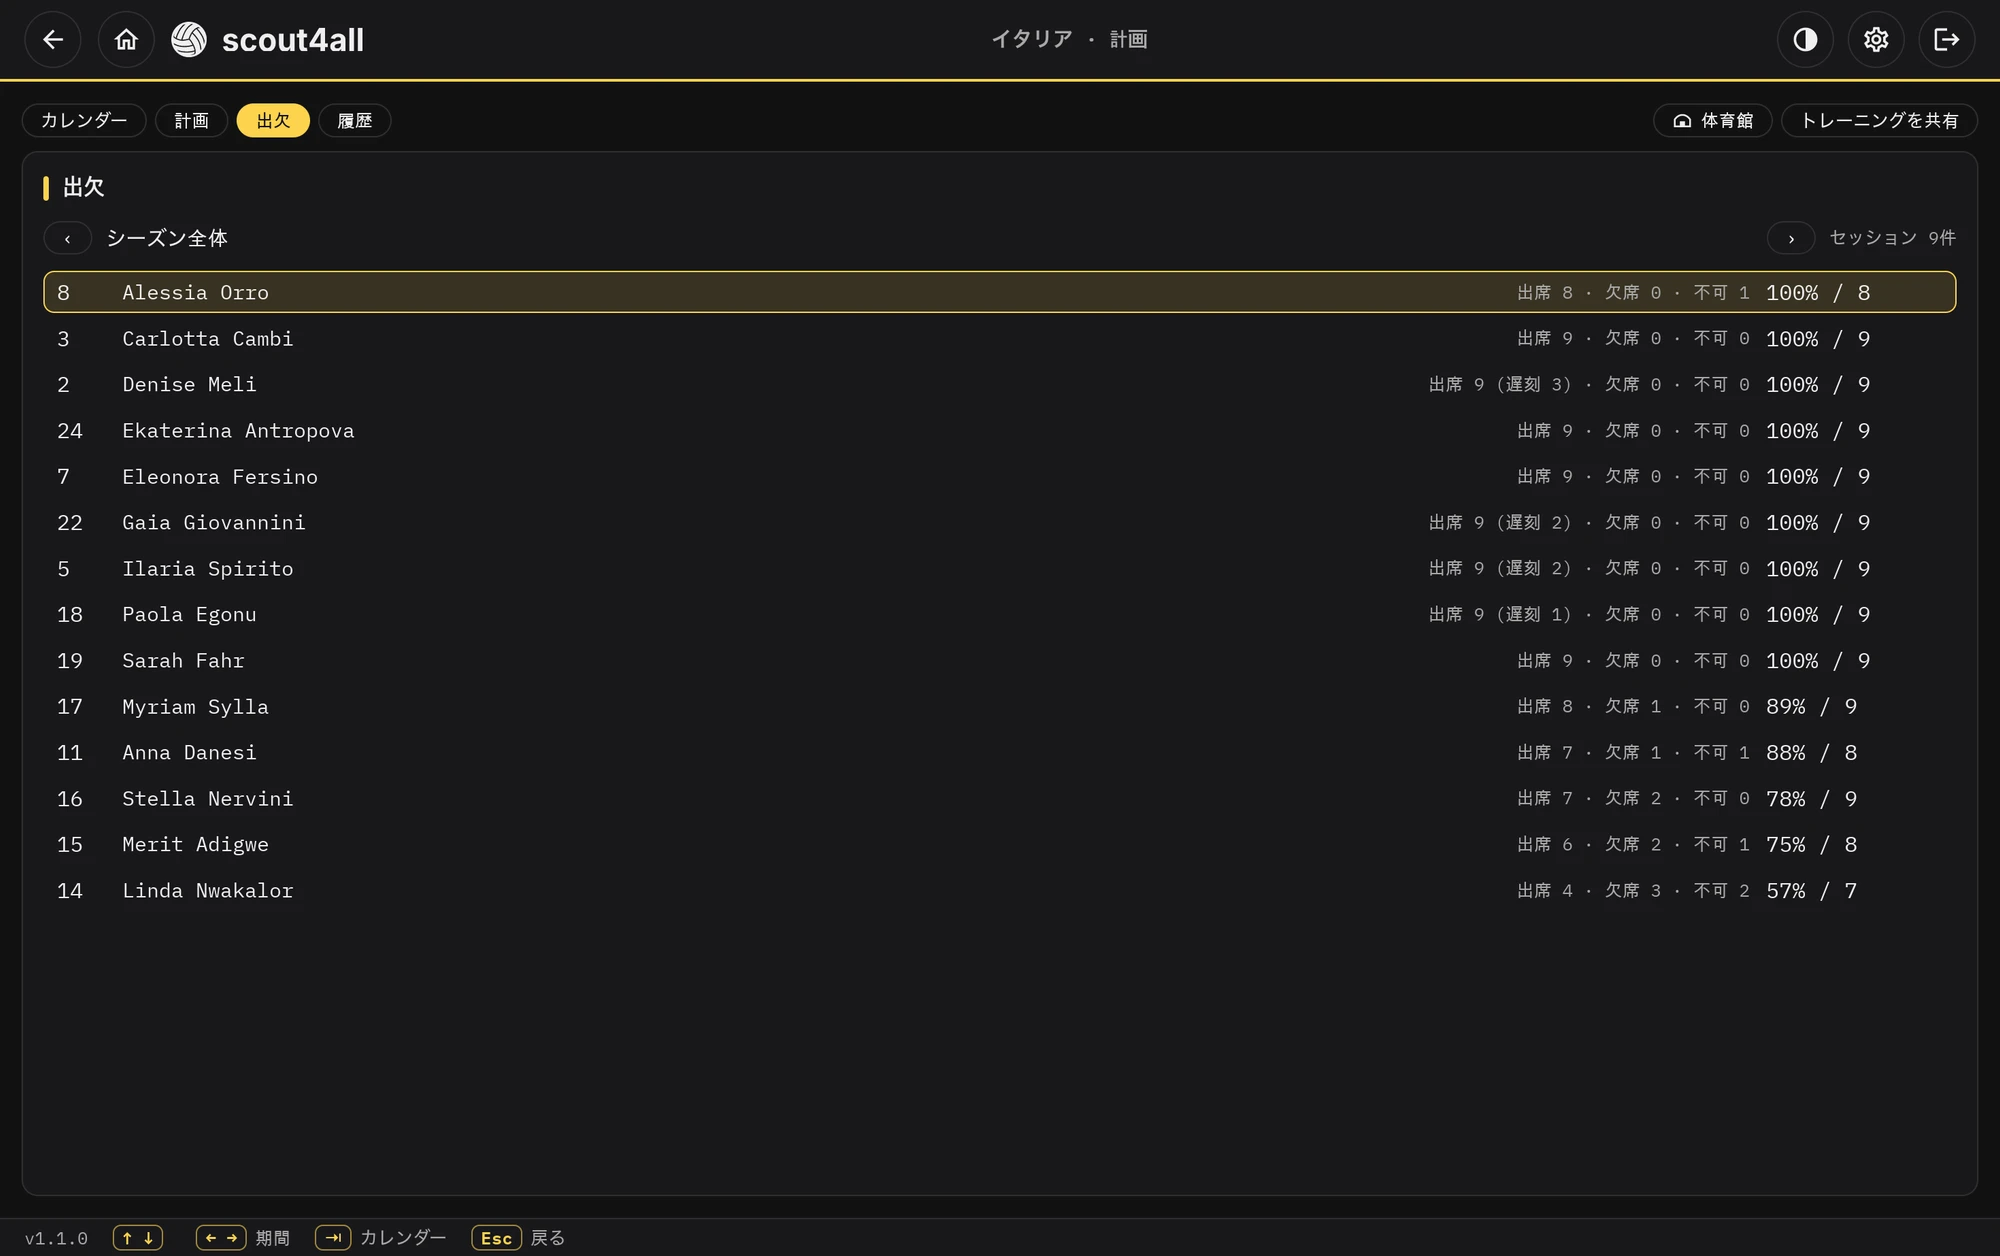 scout4all
イタリア · 計画
カレンダー 計画 出欠 履歴 体育館 トレーニングを共有
出欠
‹ シーズン全体 › セッション 9件
8 Alessia Orro 出席 8 · 欠席 0 · 不可 1 100% / 8
3 Carlotta Cambi 出席 9 · 欠席 0 · 不可 0 100% / 9
2 Denise Meli 出席 9 (遅刻 3) · 欠席 0 · 不可 0 100% / 9
24 Ekaterina Antropova 出席 9 · 欠席 0 · 不可 0 100% / 9
7 Eleonora Fersino 出席 9 · 欠席 0 · 不可 0 100% / 9
22 Gaia Giovannini 出席 9 (遅刻 2) · 欠席 0 · 不可 0 100% / 9
5 Ilaria Spirito 出席 9 (遅刻 2) · 欠席 0 · 不可 0 100% / 9
18 Paola Egonu 出席 9 (遅刻 1) · 欠席 0 · 不可 0 100% / 9
19 Sarah Fahr 出席 9 · 欠席 0 · 不可 0 100% / 9
17 Myriam Sylla 出席 8 · 欠席 1 · 不可 0 89% / 9
11 Anna Danesi 出席 7 · 欠席 1 · 不可 1 88% / 8
16 Stella Nervini 出席 7 · 欠席 2 · 不可 0 78% / 9
15 Merit Adigwe 出席 6 · 欠席 2 · 不可 1 75% / 8
14 Linda Nwakalor 出席 4 · 欠席 3 · 不可 2 57% / 7
v1.1.0 ↑ ↓ ← → 期間 ⇥ カレンダー Esc 戻る